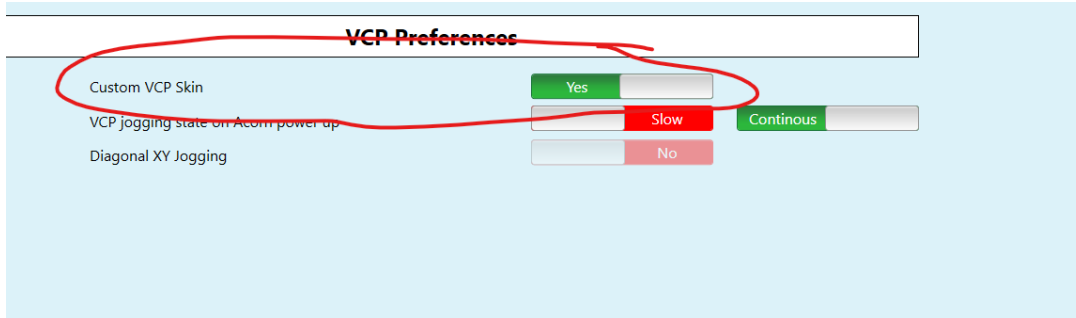 VCP Preferences
Custom VCP Skin Yes
VCP jogging state on Acorn power up Slow Continous
Diagonal XY Jogging No